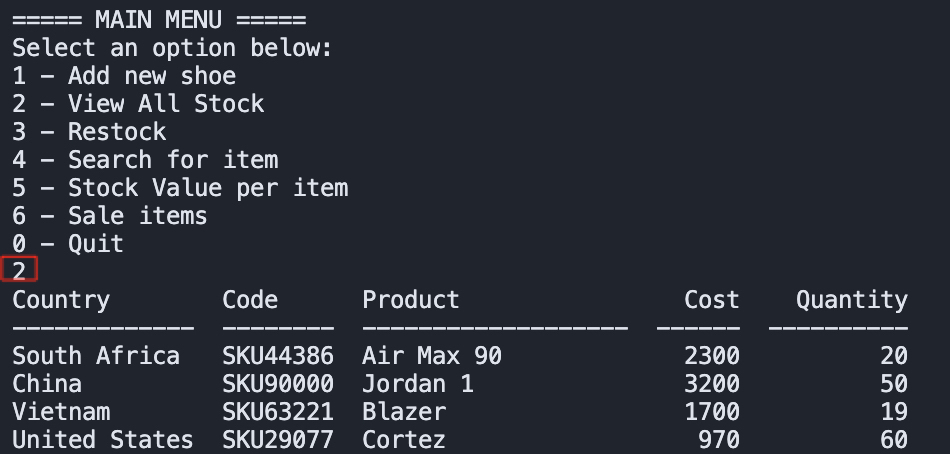 ===== MAIN MENU =====
Select an option below:
1 – Add new shoe
2 – View All Stock
3 – Restock
4 – Search for item
5 – Stock Value per item
6 – Sale items
0 – Quit
2
Country        Code      Product                Cost    Quantity
-------------  --------  -------------------  ------  ----------
South Africa   SKU44386  Air Max 90             2300          20
China          SKU90000  Jordan 1               3200          50
Vietnam        SKU63221  Blazer                 1700          19
United States  SKU29077  Cortez                  970          60